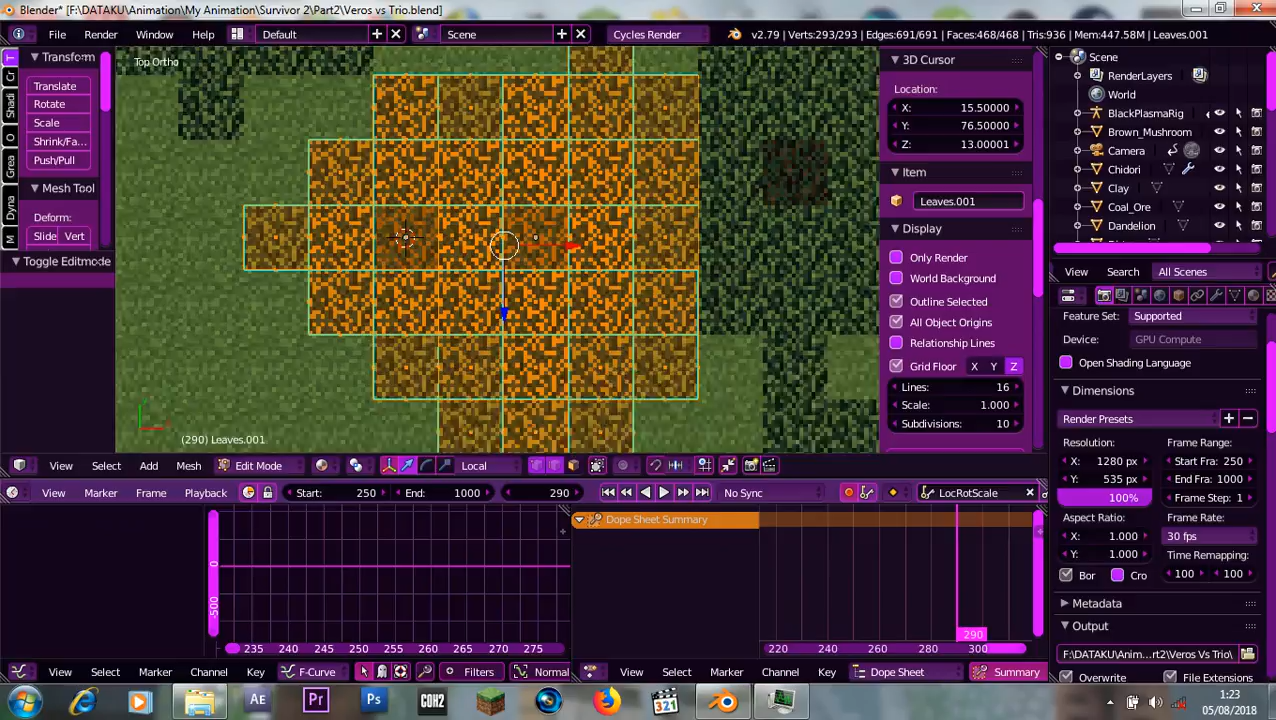 Blender* [F:\DATAKU\Animation\My Animation\Survivor 2\Part2\Veros vs Trio.blend]
File Render Window Help Default Scene Cycles Render v2.79 | Verts:293/293 | Edges:691/691 | Faces:468/468 | Tris:936 | Mem:447.58M | Leaves.001
Transform
Translate
Rotate
Scale
Shrink/Fa...
Push/Pull
Mesh Tool
Deform:
Slide Vert
Toggle Editmode
T
Cr
Shadi
O
Grea
Dyna
M
Top Ortho
(290) Leaves.001
3D Cursor
Location:
X: 15.50000
Y: 76.50000
Z: 13.00001
Item
Leaves.001
Display
Only Render
World Background
Outline Selected
All Object Origins
Relationship Lines
Grid Floor X Y Z
Lines: 16
Scale: 1.000
Subdivisions: 10
Scene
RenderLayers
World
BlackPlasmaRig
Brown_Mushroom
Camera
Chidori
Clay
Coal_Ore
Dandelion
View Search All Scenes
Feature Set: Supported
Device: GPU Compute
Open Shading Language
Dimensions
Render Presets
Resolution: Frame Range:
X: 1280 px Start Fra: 250
Y: 535 px End Fra: 1000
100% Frame Step: 1
Aspect Ratio: Frame Rate:
X: 1.000 30 fps
Y: 1.000 Time Remapping:
Bor Cro 100 100
Metadata
Output
F:\DATAKU\Anim...rt2\Veros Vs Trio\
Overwrite File Extensions
View Select Add Mesh Edit Mode Local
View Marker Frame Playback Start: 250 End: 1000 290 No Sync LocRotScale
Dope Sheet Summary
0
-500
235 240 245 250 255 260 265 270 275
220 240 260 280 300
290
View Select Marker Channel Key F-Curve Filters Normal
View Select Marker Channel Key Dope Sheet Summary
Ae Pr Ps COH2 321
1:23
05/08/2018